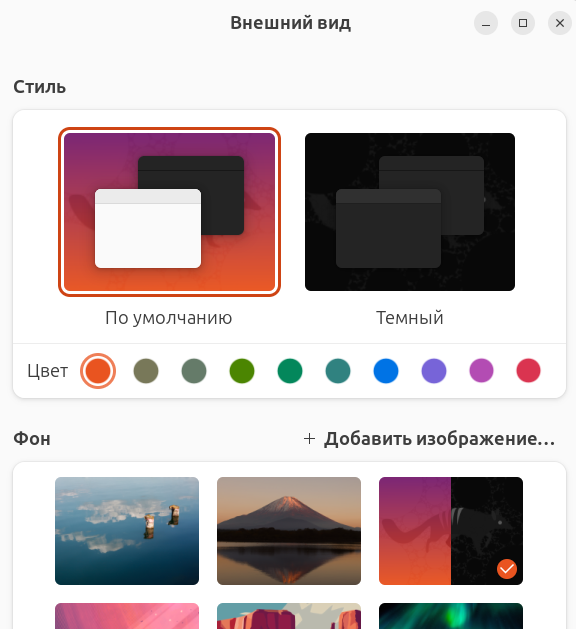 Внешний вид
Стиль
По умолчанию
Темный
Цвет
Фон
+ Добавить изображение…